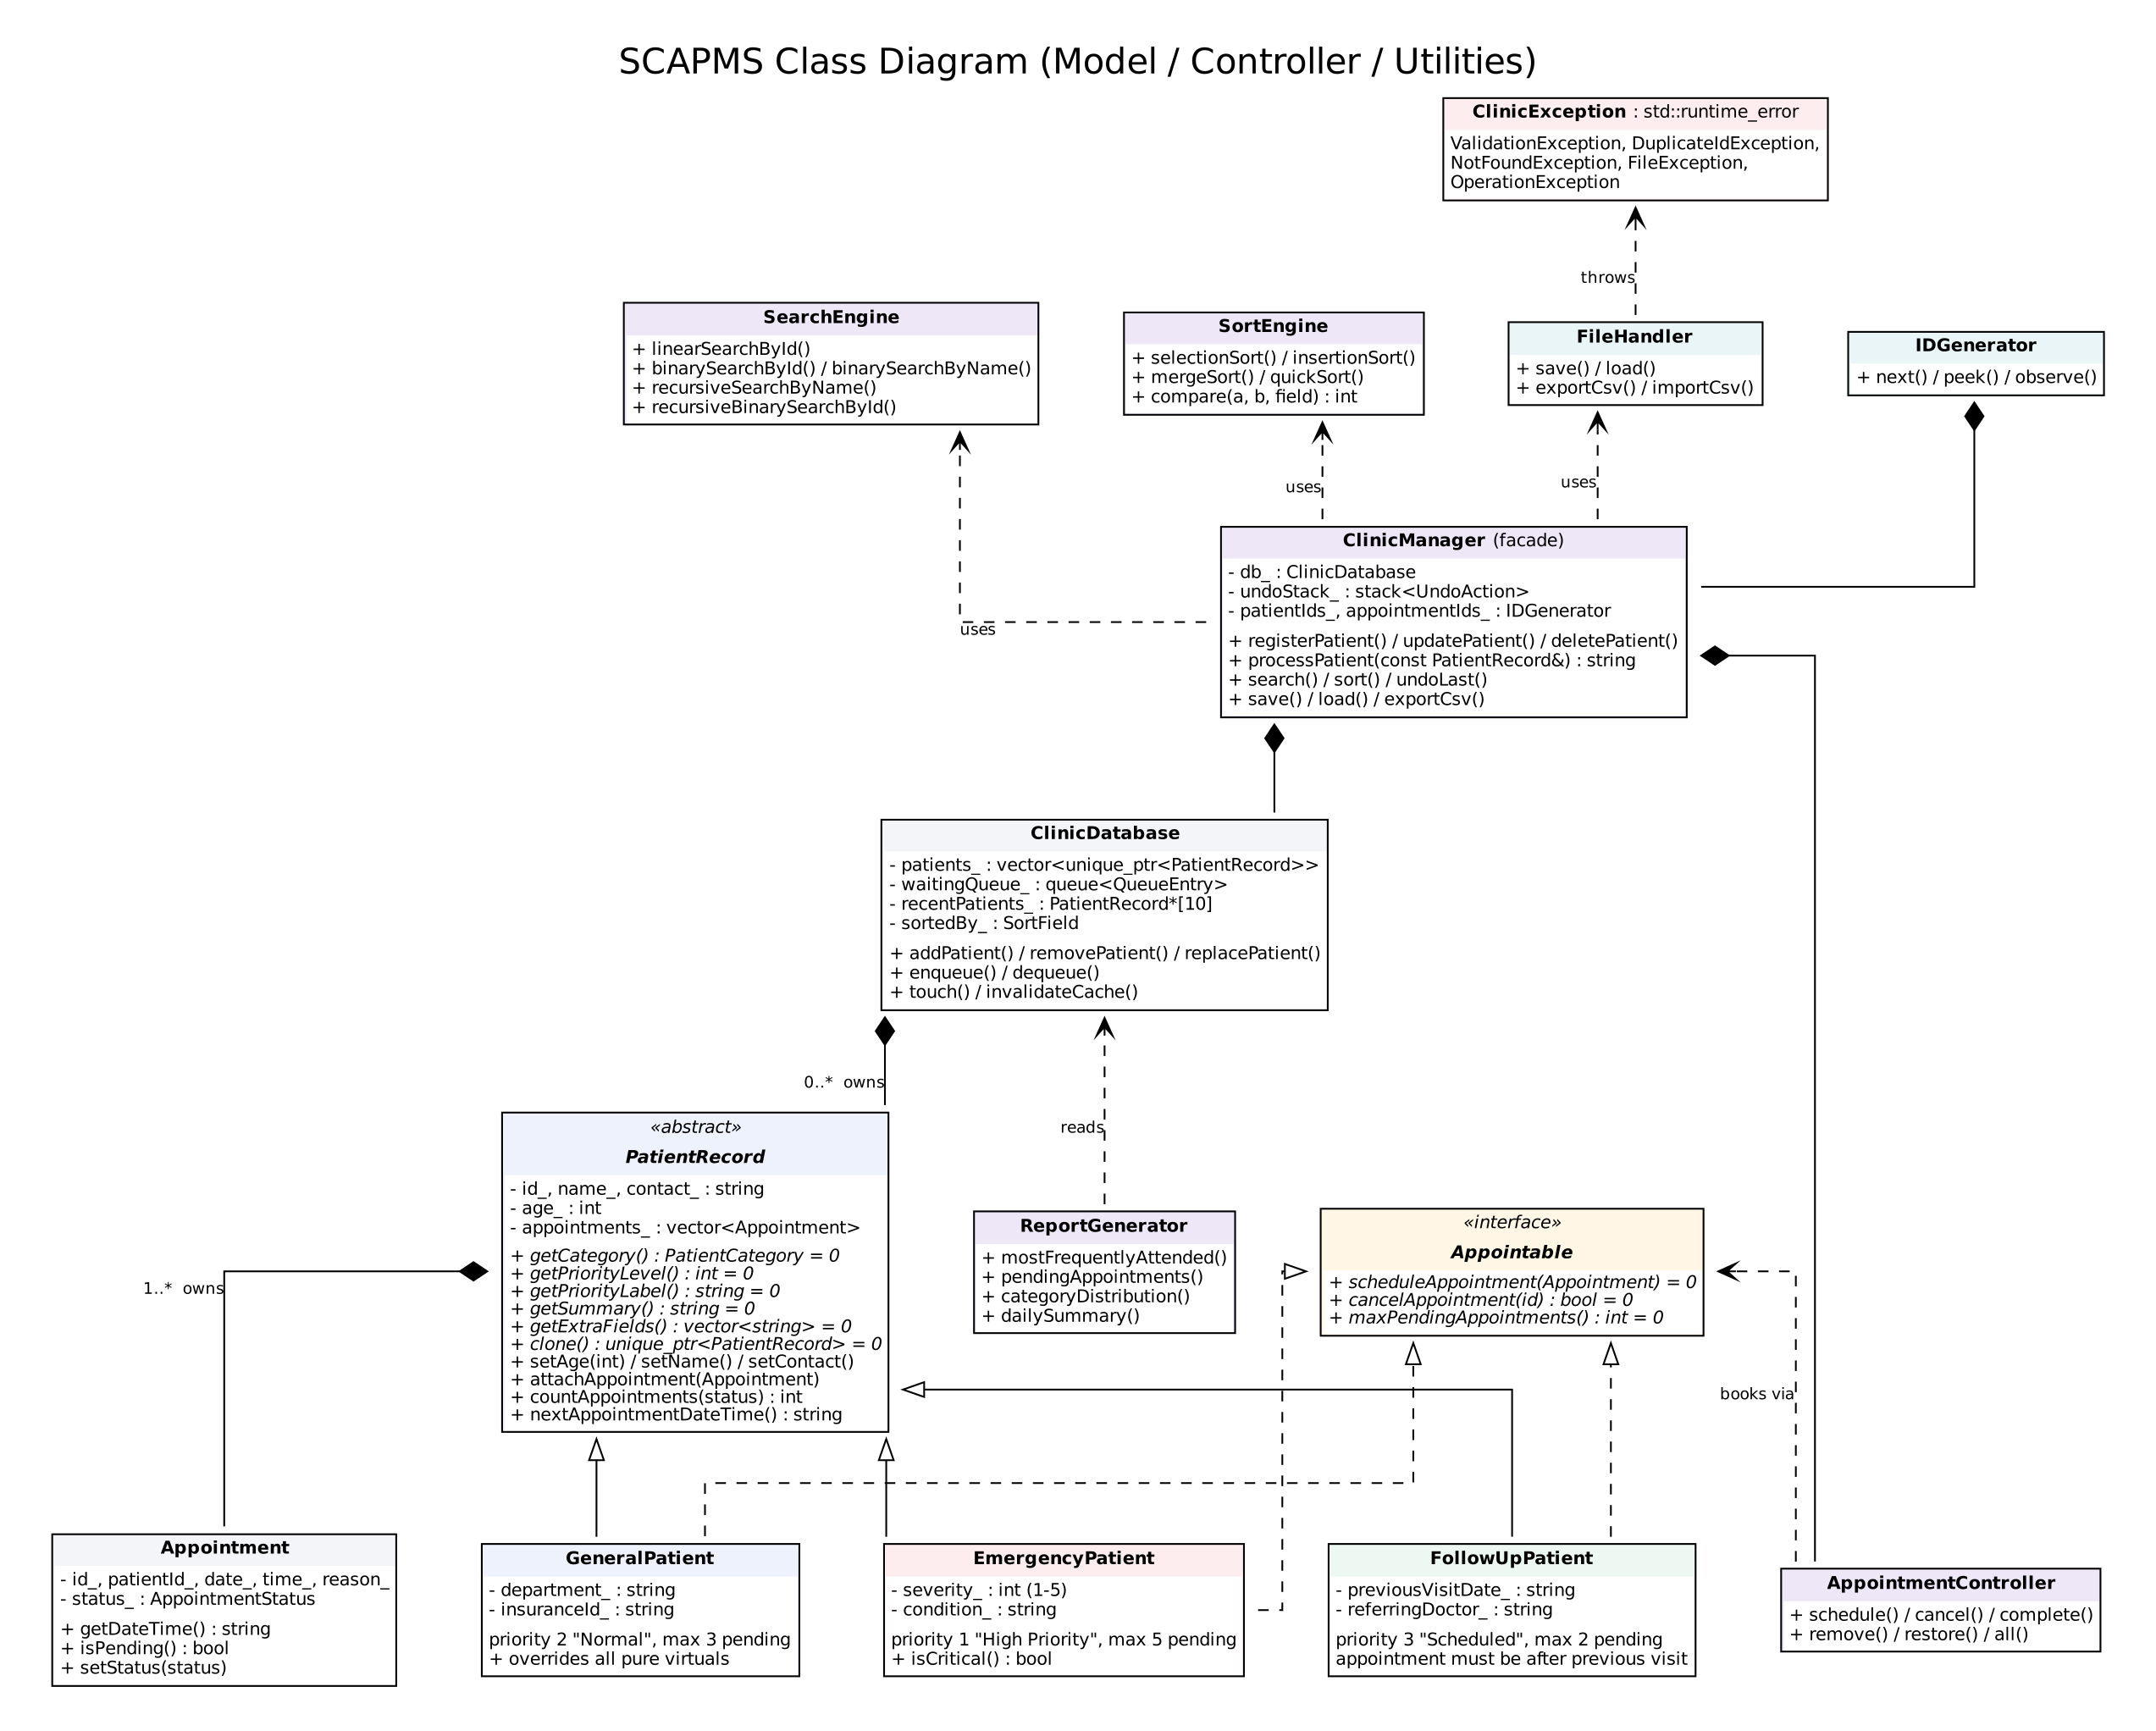 SCAPMS Class Diagram (Model / Controller / Utilities)
ClinicException : std::runtime_error
ValidationException, DuplicateIdException,
NotFoundException, FileException,
OperationException
throws
SearchEngine
+ linearSearchById()
+ binarySearchById() / binarySearchByName()
+ recursiveSearchByName()
+ recursiveBinarySearchById()
SortEngine
+ selectionSort() / insertionSort()
+ mergeSort() / quickSort()
+ compare(a, b, field) : int
FileHandler
+ save() / load()
+ exportCsv() / importCsv()
IDGenerator
+ next() / peek() / observe()
uses
uses
uses
ClinicManager (facade)
- db_ : ClinicDatabase
- undoStack_ : stack<UndoAction>
- patientIds_, appointmentIds_ : IDGenerator
+ registerPatient() / updatePatient() / deletePatient()
+ processPatient(const PatientRecord&) : string
+ search() / sort() / undoLast()
+ save() / load() / exportCsv()
ClinicDatabase
- patients_ : vector<unique_ptr<PatientRecord>>
- waitingQueue_ : queue<QueueEntry>
- recentPatients_ : PatientRecord*[10]
- sortedBy_ : SortField
+ addPatient() / removePatient() / replacePatient()
+ enqueue() / dequeue()
+ touch() / invalidateCache()
0..* owns
reads
«abstract»
PatientRecord
- id_, name_, contact_ : string
- age_ : int
- appointments_ : vector<Appointment>
+ getCategory() : PatientCategory = 0
+ getPriorityLevel() : int = 0
+ getPriorityLabel() : string = 0
+ getSummary() : string = 0
+ getExtraFields() : vector<string> = 0
+ clone() : unique_ptr<PatientRecord> = 0
+ setAge(int) / setName() / setContact()
+ attachAppointment(Appointment)
+ countAppointments(status) : int
+ nextAppointmentDateTime() : string
ReportGenerator
+ mostFrequentlyAttended()
+ pendingAppointments()
+ categoryDistribution()
+ dailySummary()
«interface»
Appointable
+ scheduleAppointment(Appointment) = 0
+ cancelAppointment(id) : bool = 0
+ maxPendingAppointments() : int = 0
1..* owns
books via
Appointment
- id_, patientId_, date_, time_, reason_
- status_ : AppointmentStatus
+ getDateTime() : string
+ isPending() : bool
+ setStatus(status)
GeneralPatient
- department_ : string
- insuranceId_ : string
priority 2 "Normal", max 3 pending
+ overrides all pure virtuals
EmergencyPatient
- severity_ : int (1-5)
- condition_ : string
priority 1 "High Priority", max 5 pending
+ isCritical() : bool
FollowUpPatient
- previousVisitDate_ : string
- referringDoctor_ : string
priority 3 "Scheduled", max 2 pending
appointment must be after previous visit
AppointmentController
+ schedule() / cancel() / complete()
+ remove() / restore() / all()